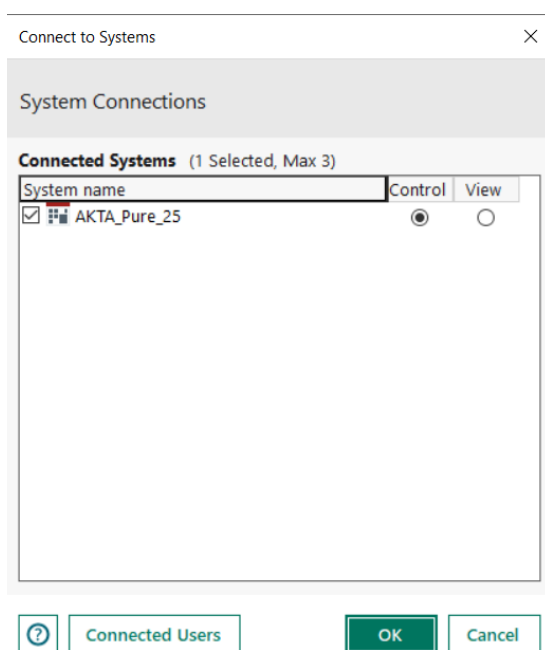 Connect to Systems
System Connections
Connected Systems (1 Selected, Max 3)
System name Control View
AKTA_Pure_25
? Connected Users OK Cancel